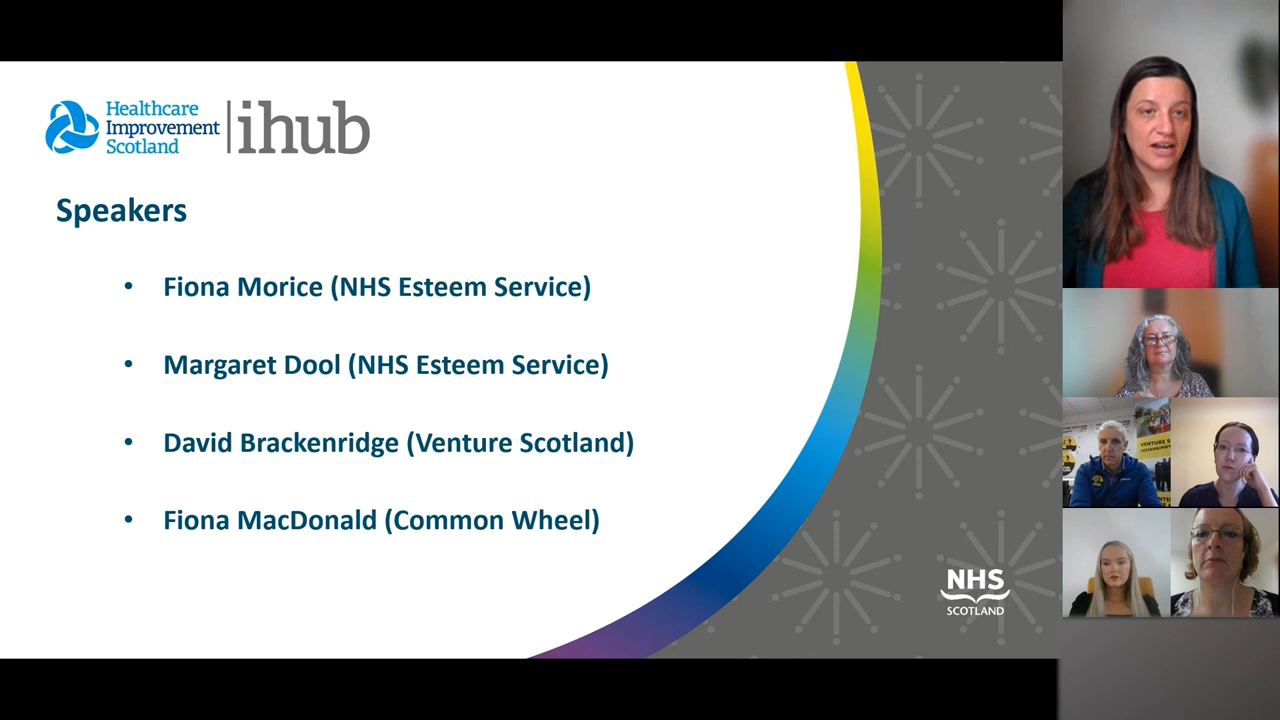 Healthcare
Improvement
Scotland
ihub
Speakers
• Fiona Morice (NHS Esteem Service)
• Margaret Dool (NHS Esteem Service)
• David Brackenridge (Venture Scotland)
• Fiona MacDonald (Common Wheel)
NHS
SCOTLAND
VENTURE S